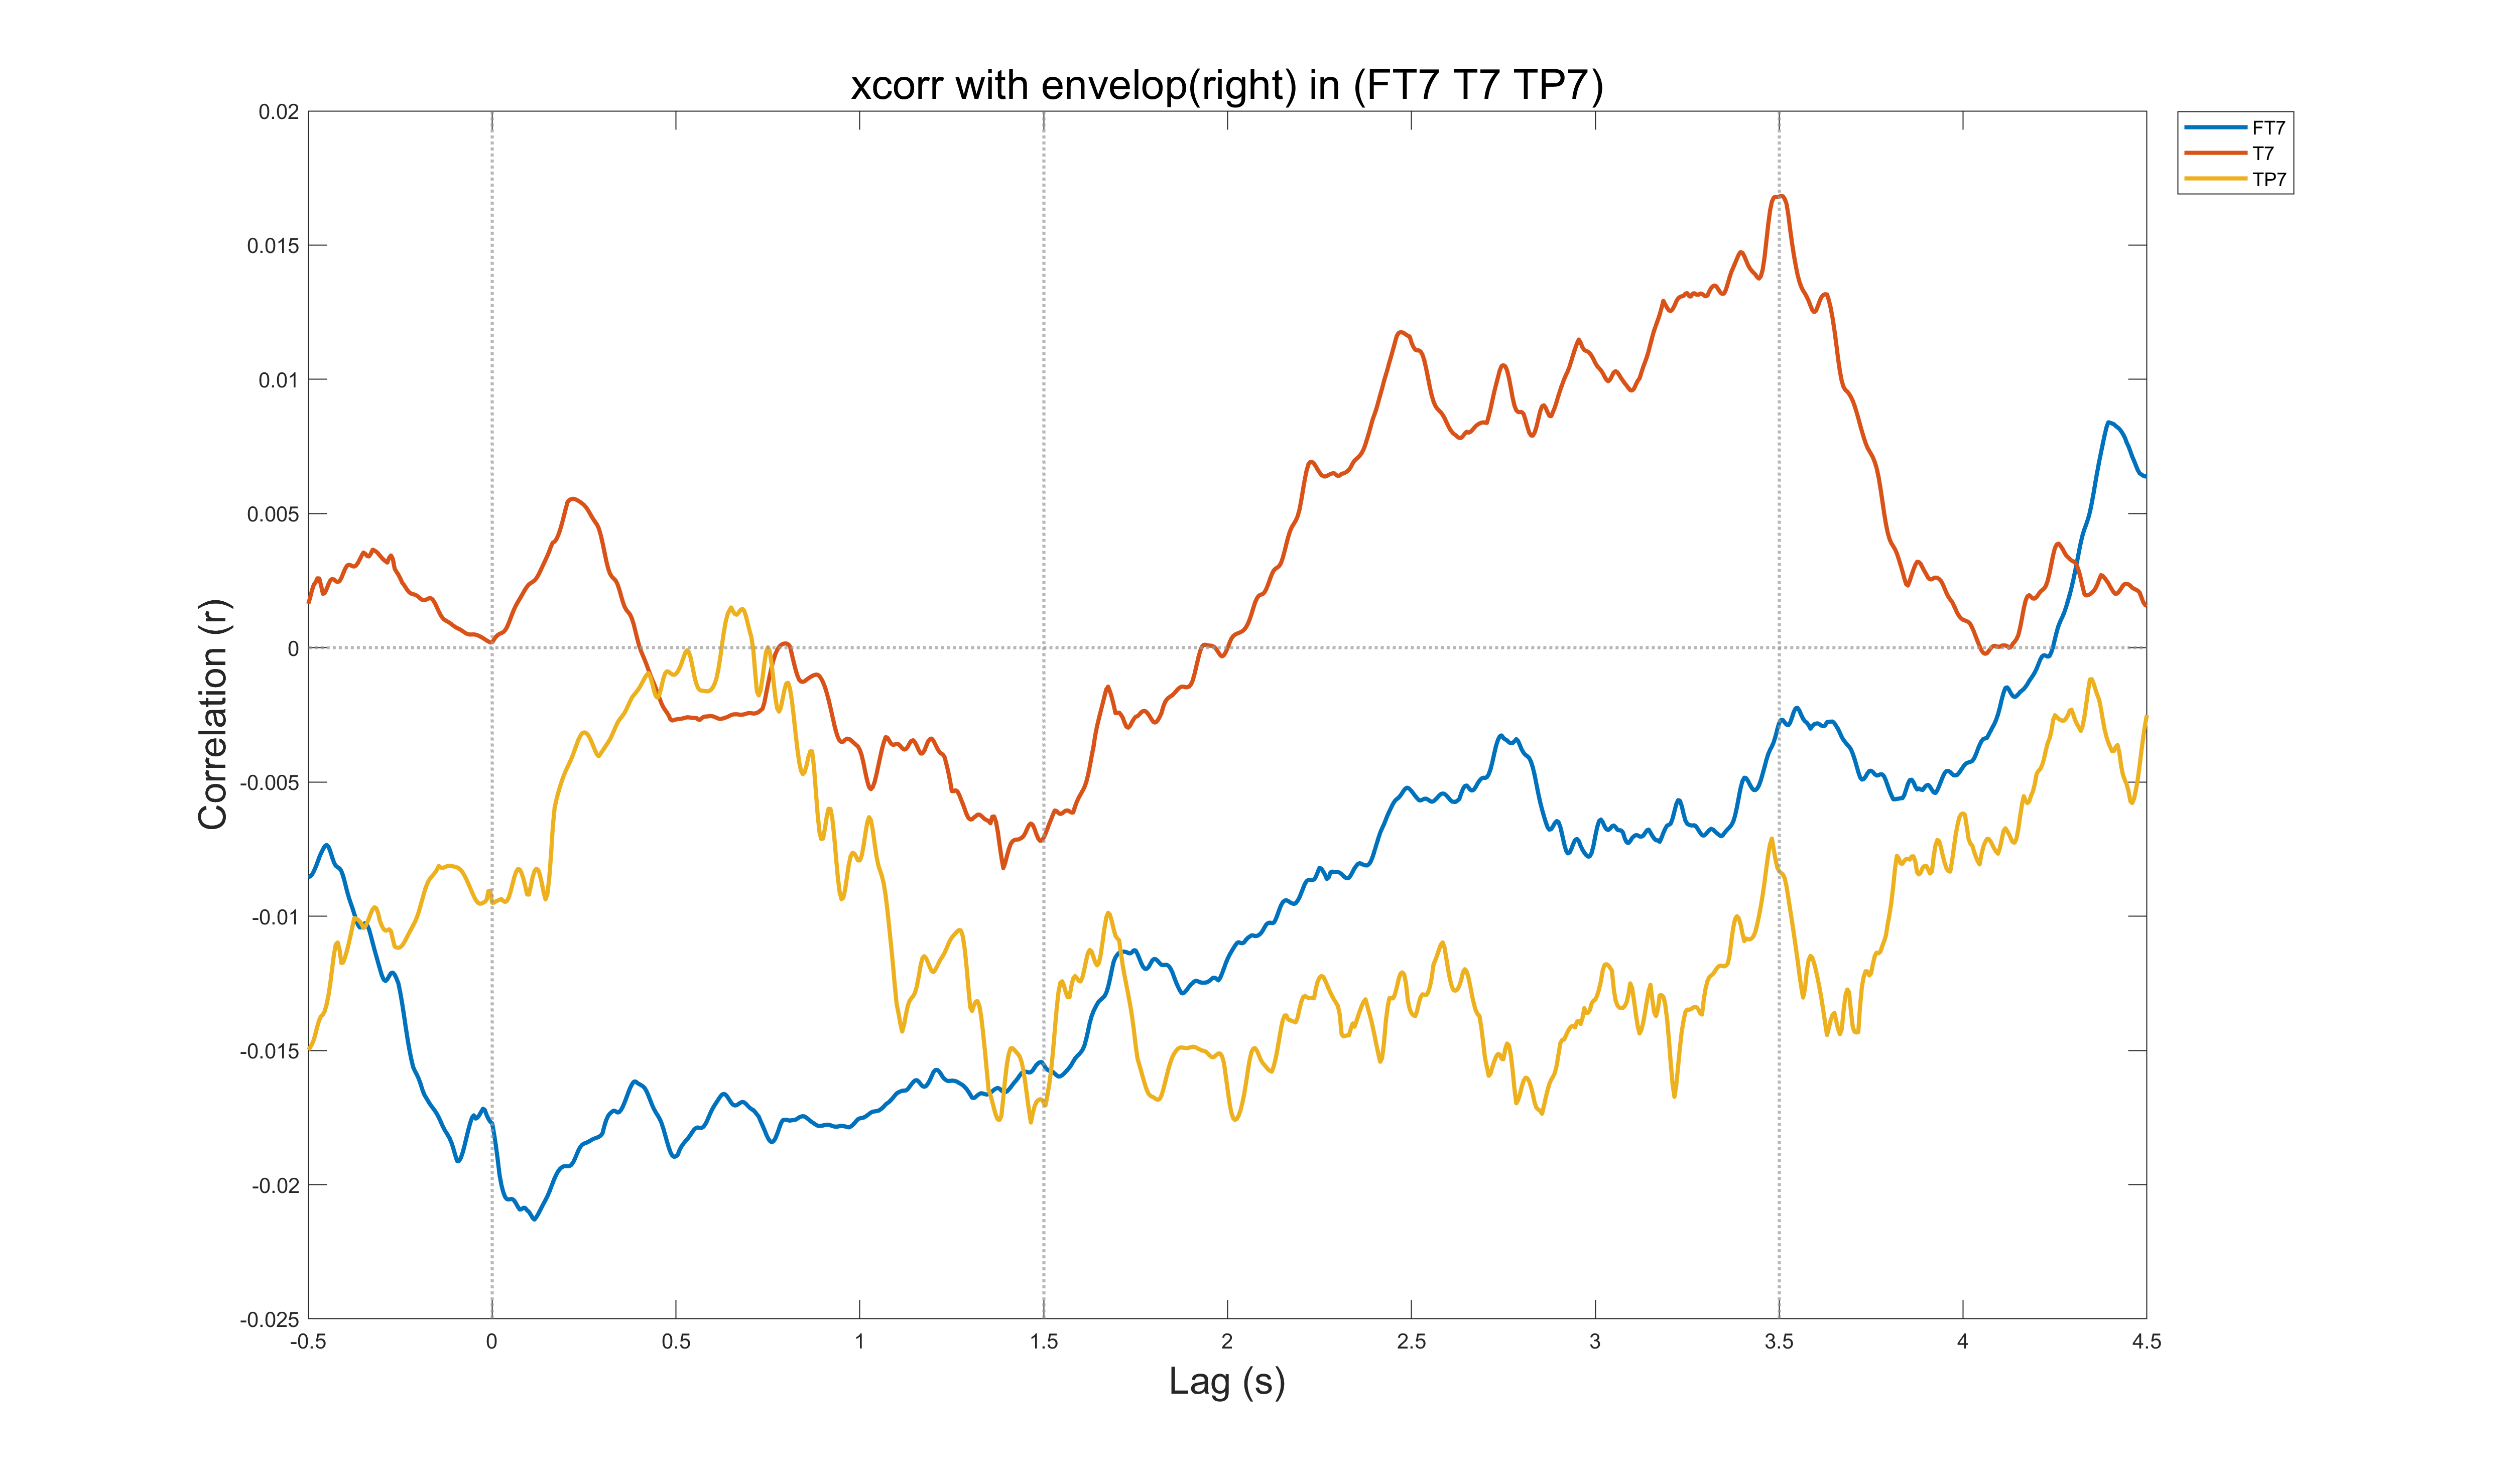 xcorr with envelop(right) in (FT7 T7 TP7)
FT7
T7
TP7
0.02
0.015
0.01
0.005
0
-0.005
-0.01
-0.015
-0.02
-0.025
Correlation (r)
-0.5 0 0.5 1 1.5 2 2.5 3 3.5 4 4.5
Lag (s)